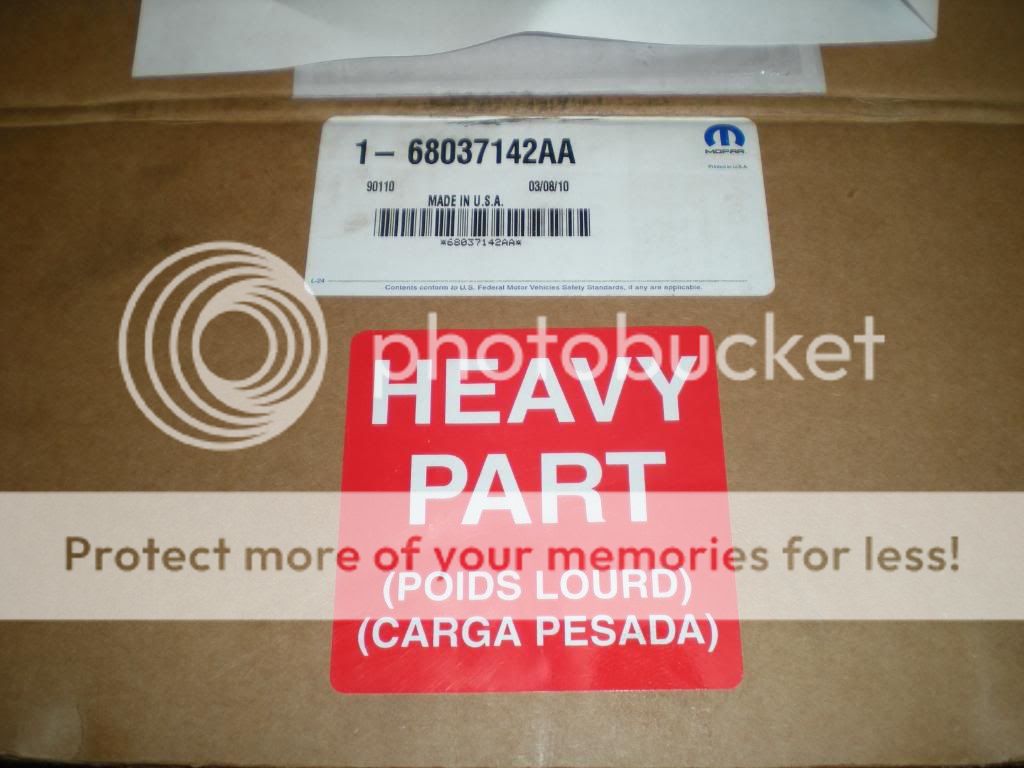 1- 68037142AA
MOPAR
Printed in U.S.A.
90110 03/08/10
MADE IN U.S.A.
*68037142AA*
L-24
Contents conform to U.S. Federal Motor Vehicles Safety Standards, if any are applicable.
photobucket
HEAVY
PART
Protect more of your memories for less!
(POIDS LOURD)
(CARGA PESADA)